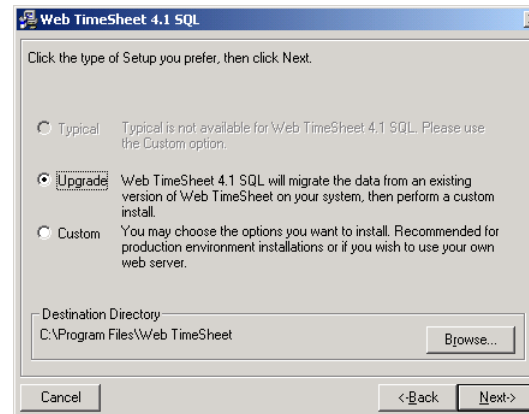 Web TimeSheet 4.1 SQL
Click the type of Setup you prefer, then click Next.
Typical Typical is not available for Web TimeSheet 4.1 SQL. Please use
the Custom option.
Upgrade Web TimeSheet 4.1 SQL will migrate the data from an existing
version of Web TimeSheet on your system, then perform a custom
install.
Custom You may choose the options you want to install. Recommended for
production environment installations or if you wish to use your own
web server.
Destination Directory
C:\Program Files\Web TimeSheet
Browse...
Cancel <-Back Next->